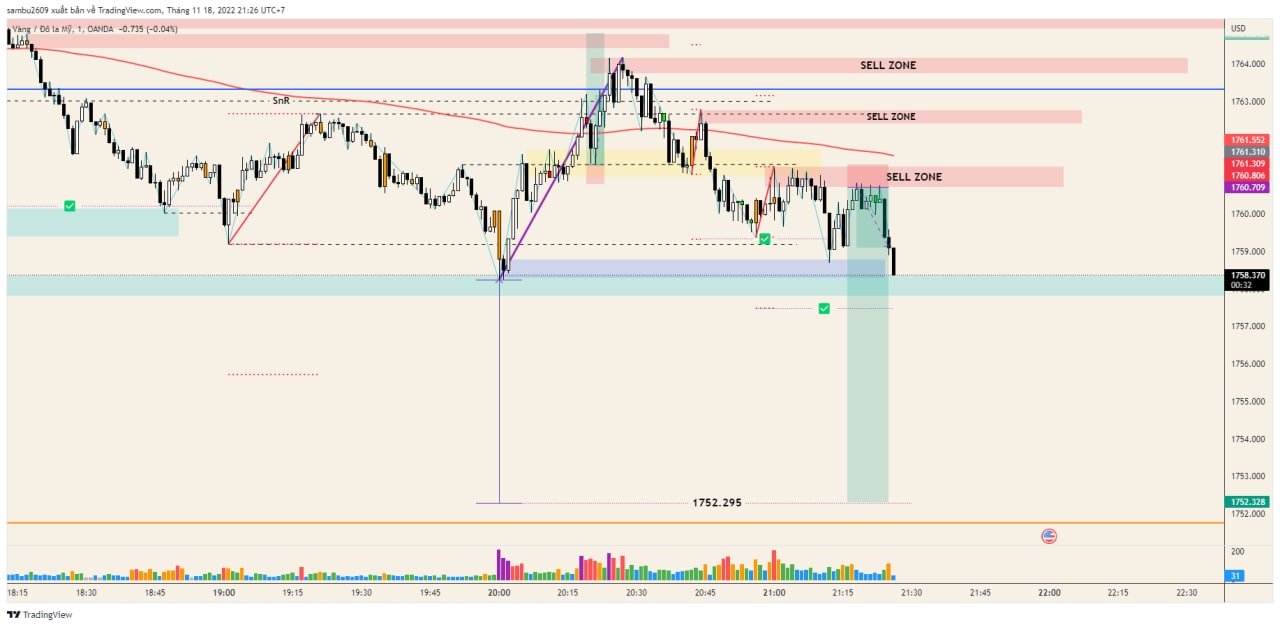 sambu2609 xuất bản về TradingView.com, Tháng 11 18, 2022 21:26 UTC+7
Vàng / Đô la Mỹ, 1, OANDA −0.735 (−0.04%)
USD
SELL ZONE
1764.000
SnR
1763.000
SELL ZONE
1761.552
1761.310
1761.309
SELL ZONE
1760.806
1760.709
1760.000
1759.000
1758.370
00:32
1757.000
1756.000
1755.000
1754.000
1753.000
1752.295
1752.328
1752.000
200
31
18:15 18:30 18:45 19:00 19:15 19:30 19:45 20:00 20:15 20:30 20:45 21:00 21:15 21:30 21:45 22:00 22:15 22:30
TradingView